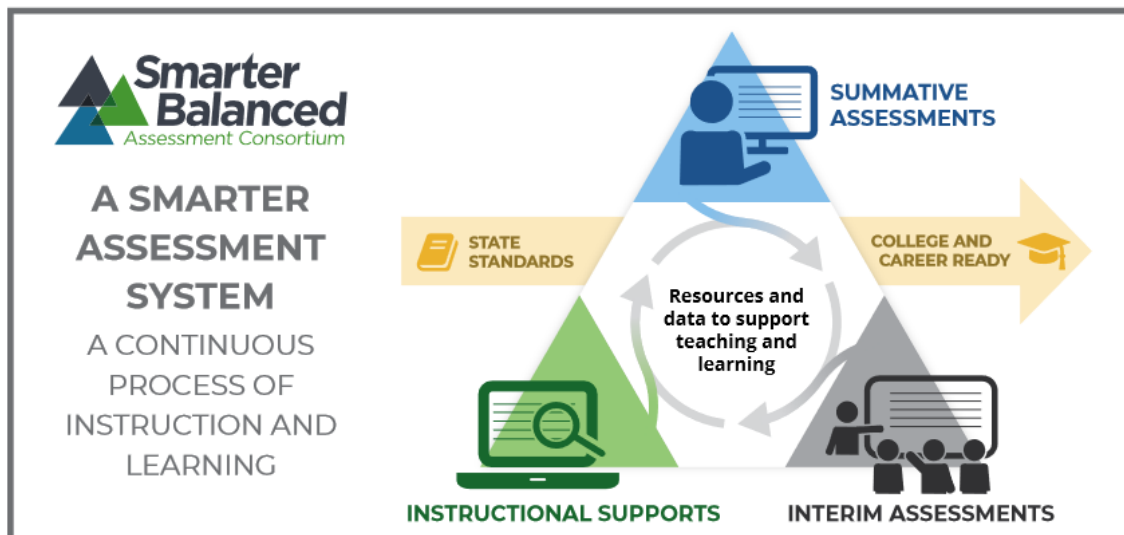 Smarter
Balanced
Assessment Consortium
A SMARTER
ASSESSMENT
SYSTEM
A CONTINUOUS
PROCESS OF
INSTRUCTION AND
LEARNING
SUMMATIVE
ASSESSMENTS
STATE
STANDARDS
COLLEGE AND
CAREER READY
Resources and
data to support
teaching and
learning
INSTRUCTIONAL SUPPORTS
INTERIM ASSESSMENTS